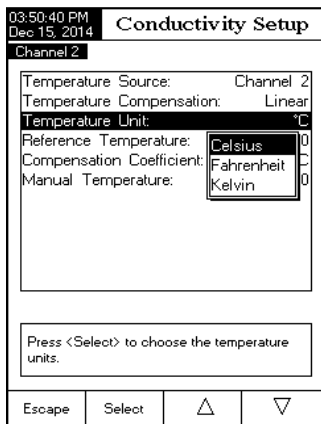 03:50:40 PM
Dec 15, 2014
Conductivity Setup
Channel 2
Temperature Source: Channel 2
Temperature Compensation: Linear
Temperature Unit: °C
Reference Temperature: 0
Compensation Coefficient: C
Manual Temperature: 0
Celsius
Fahrenheit
Kelvin
Press <Select> to choose the temperature
units.
Escape Select △ ▽